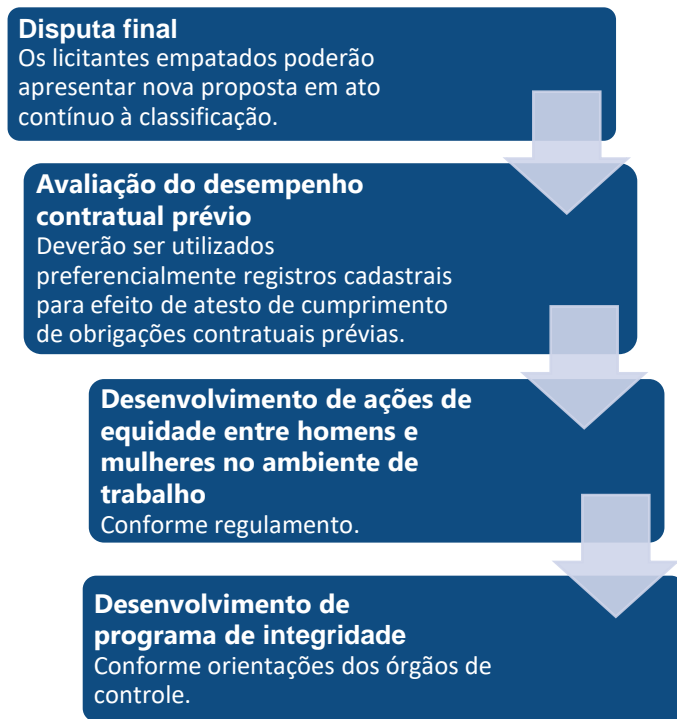 Disputa final
Os licitantes empatados poderão
apresentar nova proposta em ato
contínuo à classificação.
Avaliação do desempenho
contratual prévio
Deverão ser utilizados
preferencialmente registros cadastrais
para efeito de atesto de cumprimento
de obrigações contratuais prévias.
Desenvolvimento de ações de
equidade entre homens e
mulheres no ambiente de
trabalho
Conforme regulamento.
Desenvolvimento de
programa de integridade
Conforme orientações dos órgãos de
controle.